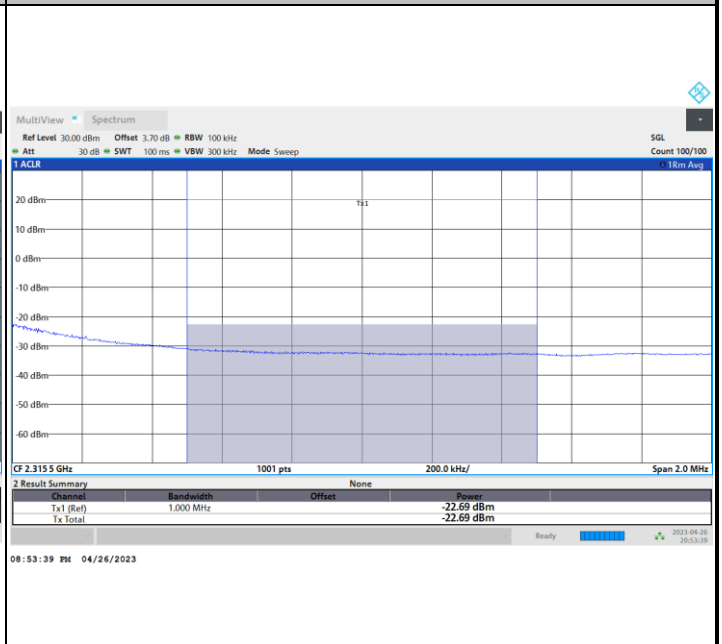 MultiView Spectrum
Ref Level 30.00 dBm Offset 3.70 dB RBW 100 kHz SGL
Att 30 dB SWT 100 ms VBW 300 kHz Mode Sweep Count 100/100
1 ACLR 1Rm Avg
Tx1
20 dBm
10 dBm
0 dBm
-10 dBm
-20 dBm
-30 dBm
-40 dBm
-50 dBm
-60 dBm
CF 2.3155 GHz 1001 pts 200.0 kHz/ Span 2.0 MHz
2 Result Summary None
Channel Bandwidth Offset Power
Tx1 (Ref) 1.000 MHz -22.69 dBm
Tx Total -22.69 dBm
Ready 2023-04-26
20:53:39
08:53:39 PM 04/26/2023